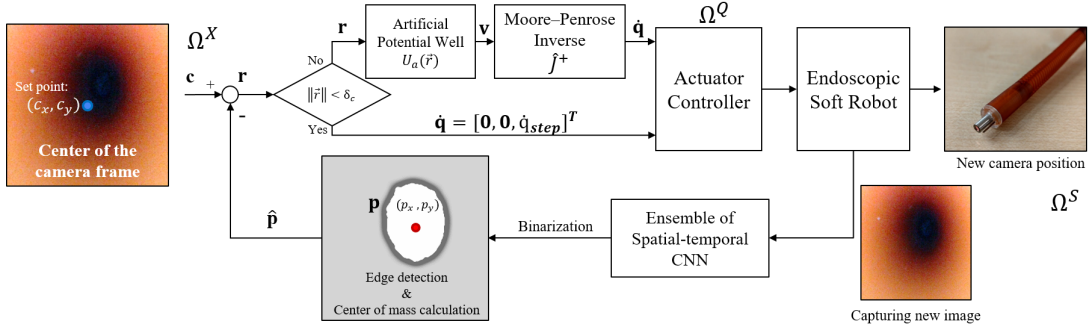 Ω^X
Set point:
(c_x, c_y)
Center of the
camera frame
c
+
-
r
‖r⃗‖ < δ_c
No
Yes
r
Artificial
Potential Well
U_a(r⃗)
v
Moore–Penrose
Inverse
Ĵ⁺
q̇
q̇ = [0, 0, q̇_step]^T
Ω^Q
Actuator
Controller
Endoscopic
Soft Robot
New camera position
Ω^S
Capturing new image
Ensemble of
Spatial-temporal
CNN
Binarization
p
(p_x, p_y)
Edge detection
&
Center of mass calculation
p̂